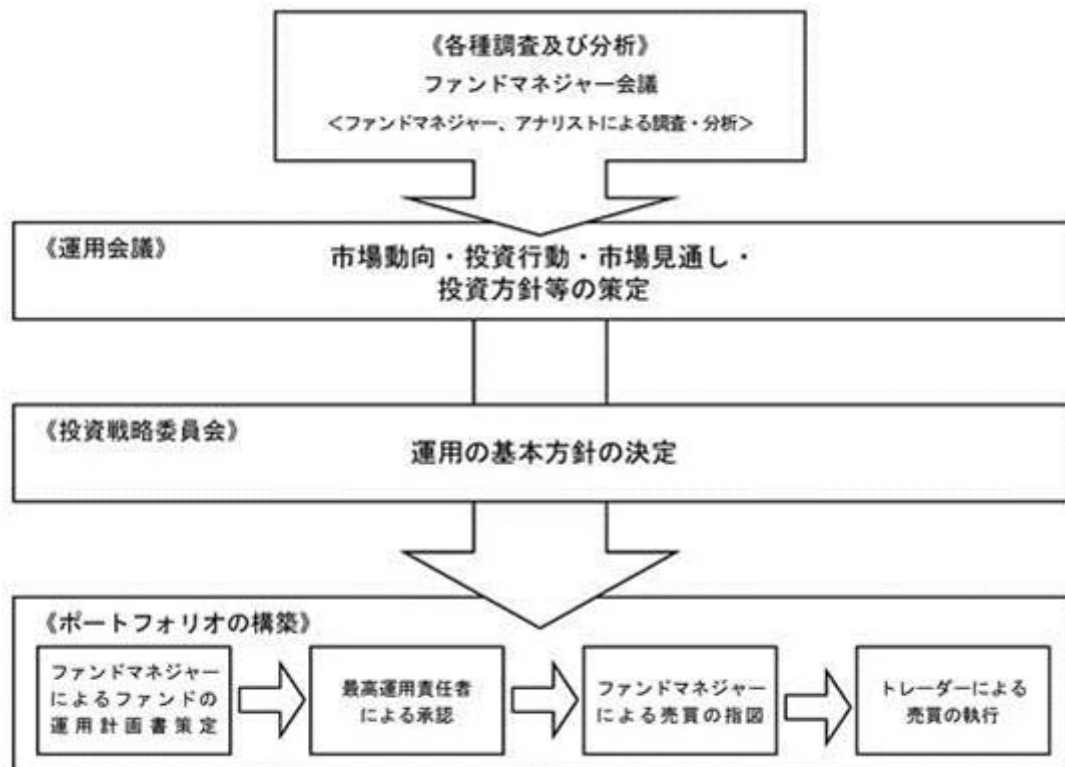 《各種調査及び分析》
ファンドマネジャー会議
＜ファンドマネジャー、アナリストによる調査・分析＞
《運用会議》
市場動向・投資行動・市場見通し・
投資方針等の策定
《投資戦略委員会》
運用の基本方針の決定
《ポートフォリオの構築》
ファンドマネジャー
によるファンドの
運用計画書策定
最高運用責任者
による承認
ファンドマネジャー
による売買の指図
トレーダーによる
売買の執行